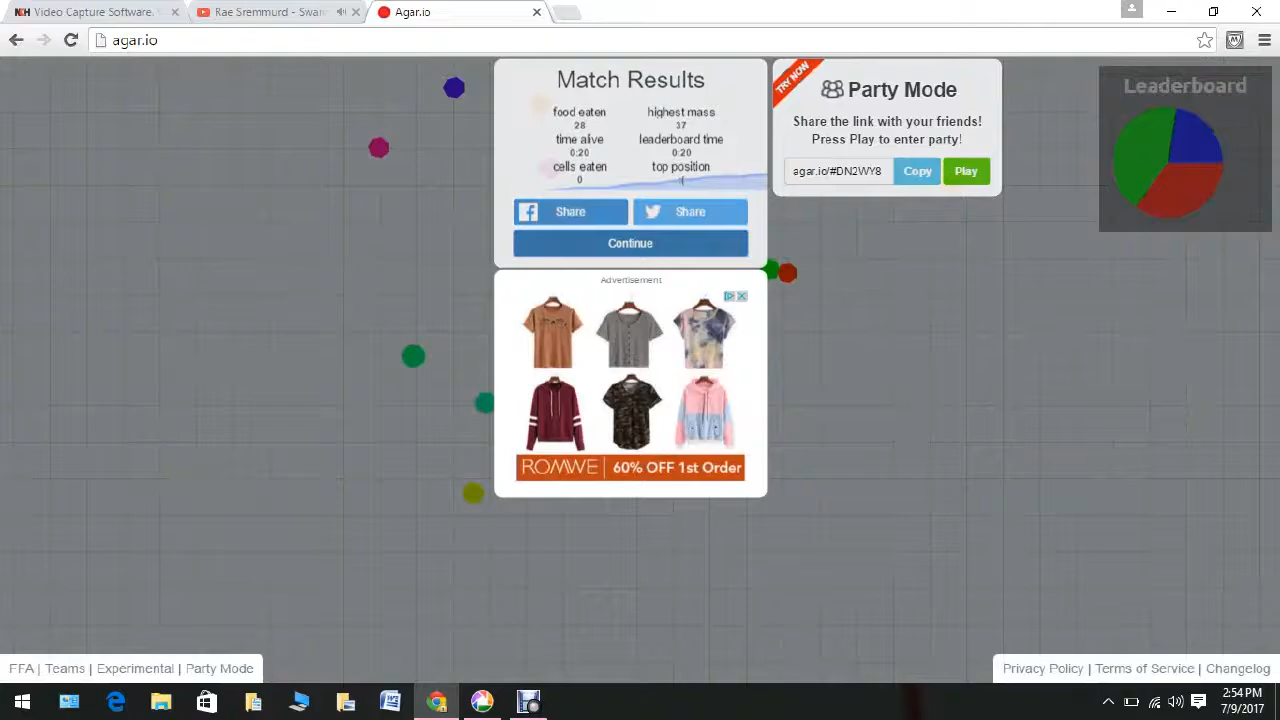 NCH Video Capture Software.
Rae Sremmurd - Swan
Agar.io
agar.io
Match Results
food eaten highest mass
28 37
time alive leaderboard time
0:20 0:20
cells eaten top position
0 :(
Share Share
Continue
TRY NOW
Party Mode
Share the link with your friends!
Press Play to enter party!
agar.io/#DN2WY8 Copy Play
Leaderboard
Advertisement
ROMWE 60% OFF 1st Order
FFA | Teams | Experimental | Party Mode
Privacy Policy | Terms of Service | Changelog
2:54 PM
7/9/2017